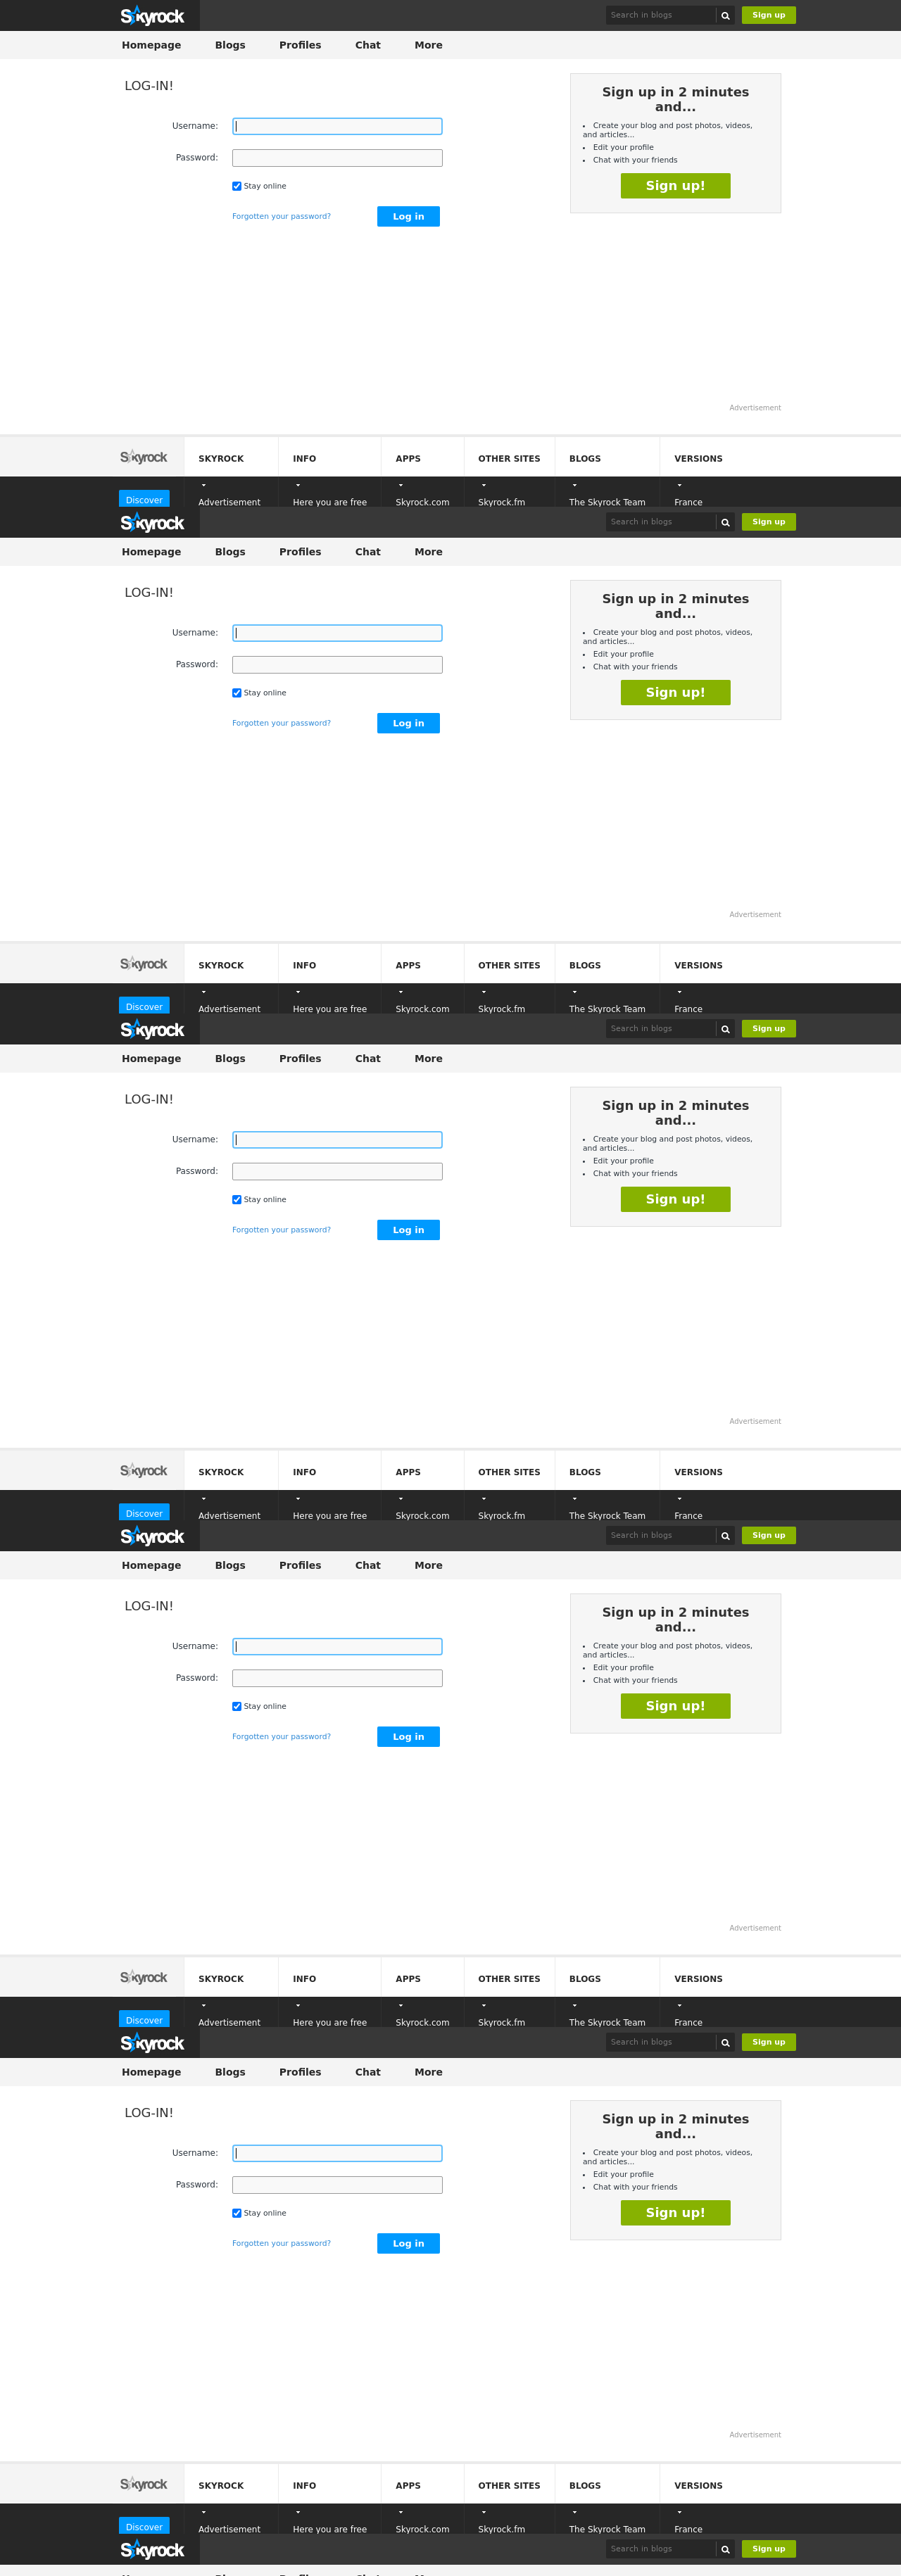 Skyrock
Search in blogs
Sign up
Homepage Blogs Profiles Chat More
LOG-IN!
Username:
Password:
Stay online
Forgotten your password?
Log in
Sign up in 2 minutes
and...
• Create your blog and post photos, videos,
and articles...
• Edit your profile
• Chat with your friends
Sign up!
Advertisement
Skyrock SKYROCK INFO APPS OTHER SITES BLOGS VERSIONS
Discover Advertisement Here you are free Skyrock.com Skyrock.fm The Skyrock Team France
Skyrock
Search in blogs
Sign up
Homepage Blogs Profiles Chat More
LOG-IN!
Username:
Password:
Stay online
Forgotten your password?
Log in
Sign up in 2 minutes
and...
• Create your blog and post photos, videos,
and articles...
• Edit your profile
• Chat with your friends
Sign up!
Advertisement
Skyrock SKYROCK INFO APPS OTHER SITES BLOGS VERSIONS
Discover Advertisement Here you are free Skyrock.com Skyrock.fm The Skyrock Team France
Skyrock
Search in blogs
Sign up
Homepage Blogs Profiles Chat More
LOG-IN!
Username:
Password:
Stay online
Forgotten your password?
Log in
Sign up in 2 minutes
and...
• Create your blog and post photos, videos,
and articles...
• Edit your profile
• Chat with your friends
Sign up!
Advertisement
Skyrock SKYROCK INFO APPS OTHER SITES BLOGS VERSIONS
Discover Advertisement Here you are free Skyrock.com Skyrock.fm The Skyrock Team France
Skyrock
Search in blogs
Sign up
Homepage Blogs Profiles Chat More
LOG-IN!
Username:
Password:
Stay online
Forgotten your password?
Log in
Sign up in 2 minutes
and...
• Create your blog and post photos, videos,
and articles...
• Edit your profile
• Chat with your friends
Sign up!
Advertisement
Skyrock SKYROCK INFO APPS OTHER SITES BLOGS VERSIONS
Discover Advertisement Here you are free Skyrock.com Skyrock.fm The Skyrock Team France
Skyrock
Search in blogs
Sign up
Homepage Blogs Profiles Chat More
LOG-IN!
Username:
Password:
Stay online
Forgotten your password?
Log in
Sign up in 2 minutes
and...
• Create your blog and post photos, videos,
and articles...
• Edit your profile
• Chat with your friends
Sign up!
Advertisement
Skyrock SKYROCK INFO APPS OTHER SITES BLOGS VERSIONS
Discover Advertisement Here you are free Skyrock.com Skyrock.fm The Skyrock Team France
Skyrock
Search in blogs
Sign up